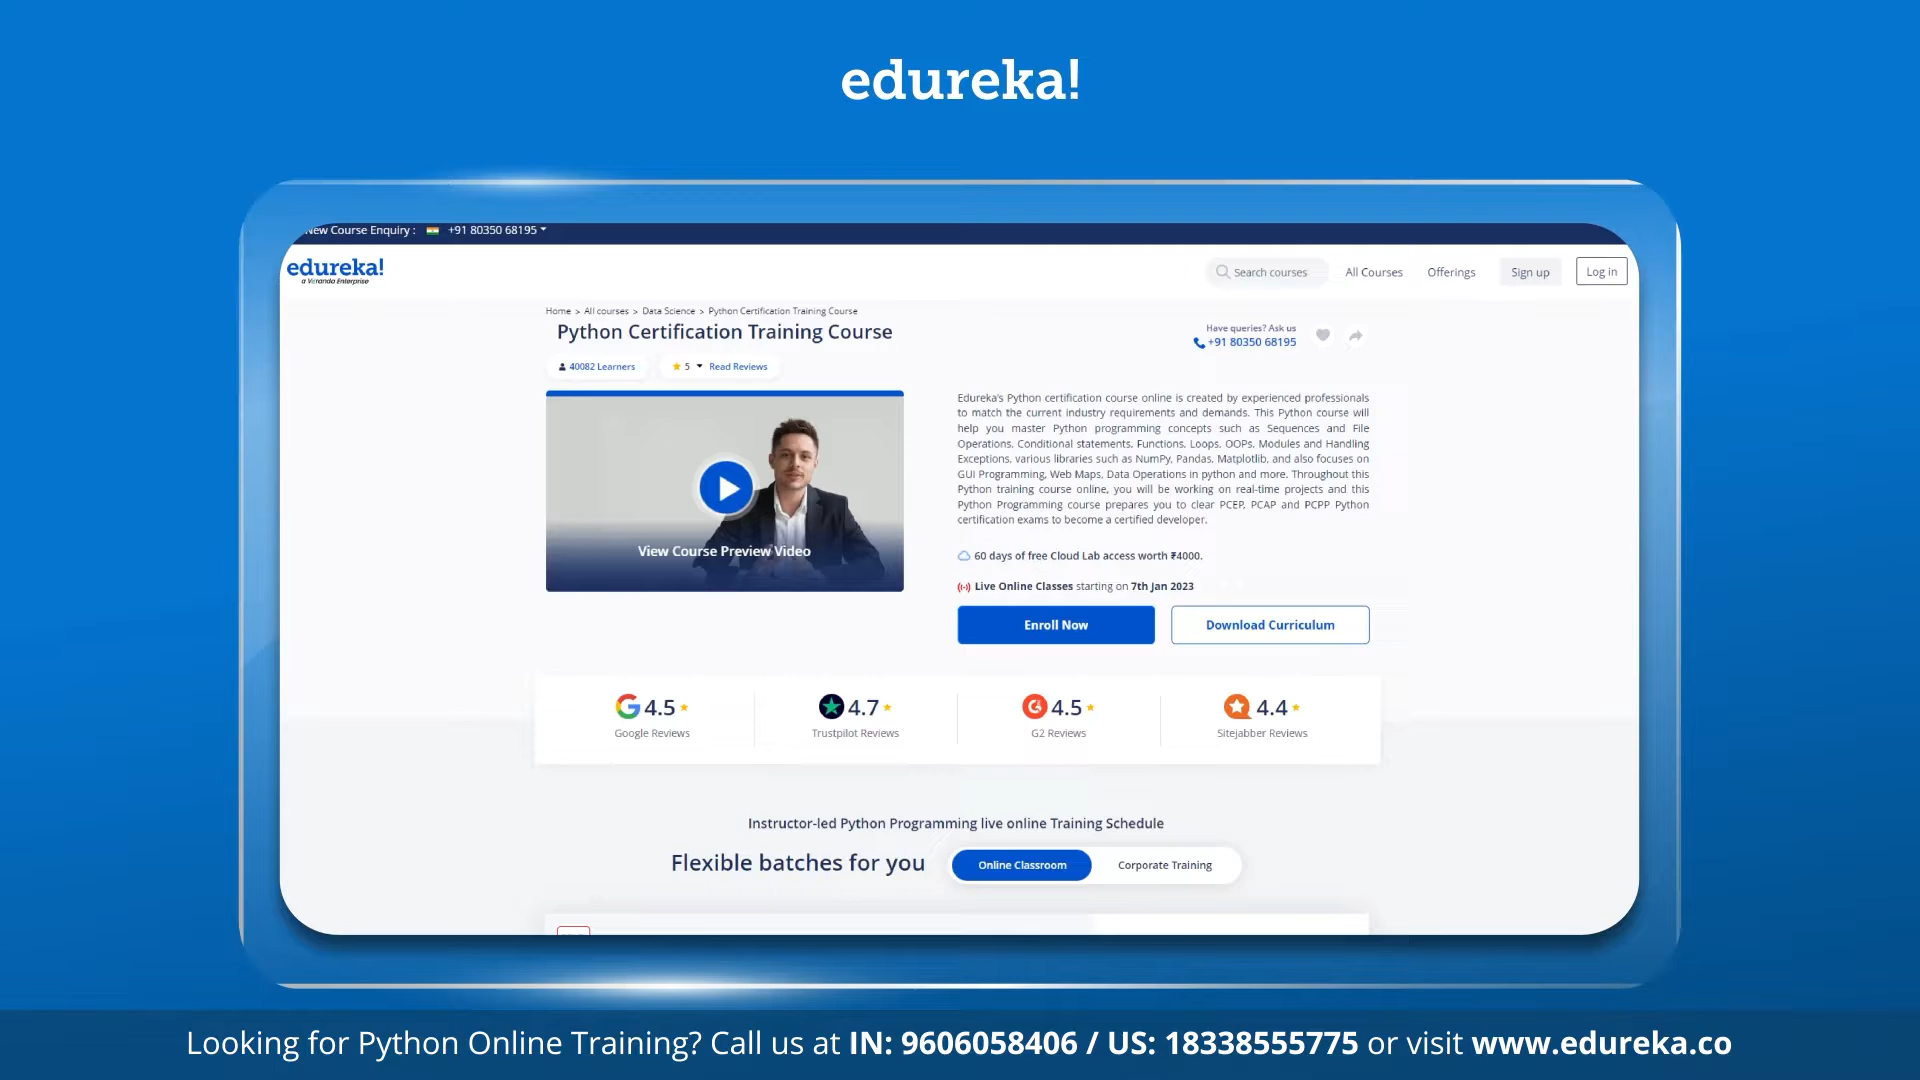 edureka!
New Course Enquiry : +91 80350 68195
edureka!
a Veranda Enterprise
Search courses All Courses Offerings Sign up Log in
Home > All courses > Data Science > Python Certification Training Course
Python Certification Training Course
Have queries? Ask us
+91 80350 68195
40082 Learners 5 Read Reviews
View Course Preview Video
Edureka's Python certification course online is created by experienced professionals
to match the current industry requirements and demands. This Python course will
help you master Python programming concepts such as Sequences and File
Operations, Conditional statements, Functions, Loops, OOPs, Modules and Handling
Exceptions, various libraries such as NumPy, Pandas, Matplotlib, and also focuses on
GUI Programming, Web Maps, Data Operations in python and more. Throughout this
Python training course online, you will be working on real-time projects and this
Python Programming course prepares you to clear PCEP, PCAP and PCPP Python
certification exams to become a certified developer.
60 days of free Cloud Lab access worth ₹4000.
Live Online Classes starting on 7th Jan 2023
Enroll Now Download Curriculum
4.5 4.7 4.5 4.4
Google Reviews Trustpilot Reviews G2 Reviews Sitejabber Reviews
Instructor-led Python Programming live online Training Schedule
Flexible batches for you Online Classroom Corporate Training
Looking for Python Online Training? Call us at IN: 9606058406 / US: 18338555775 or visit www.edureka.co